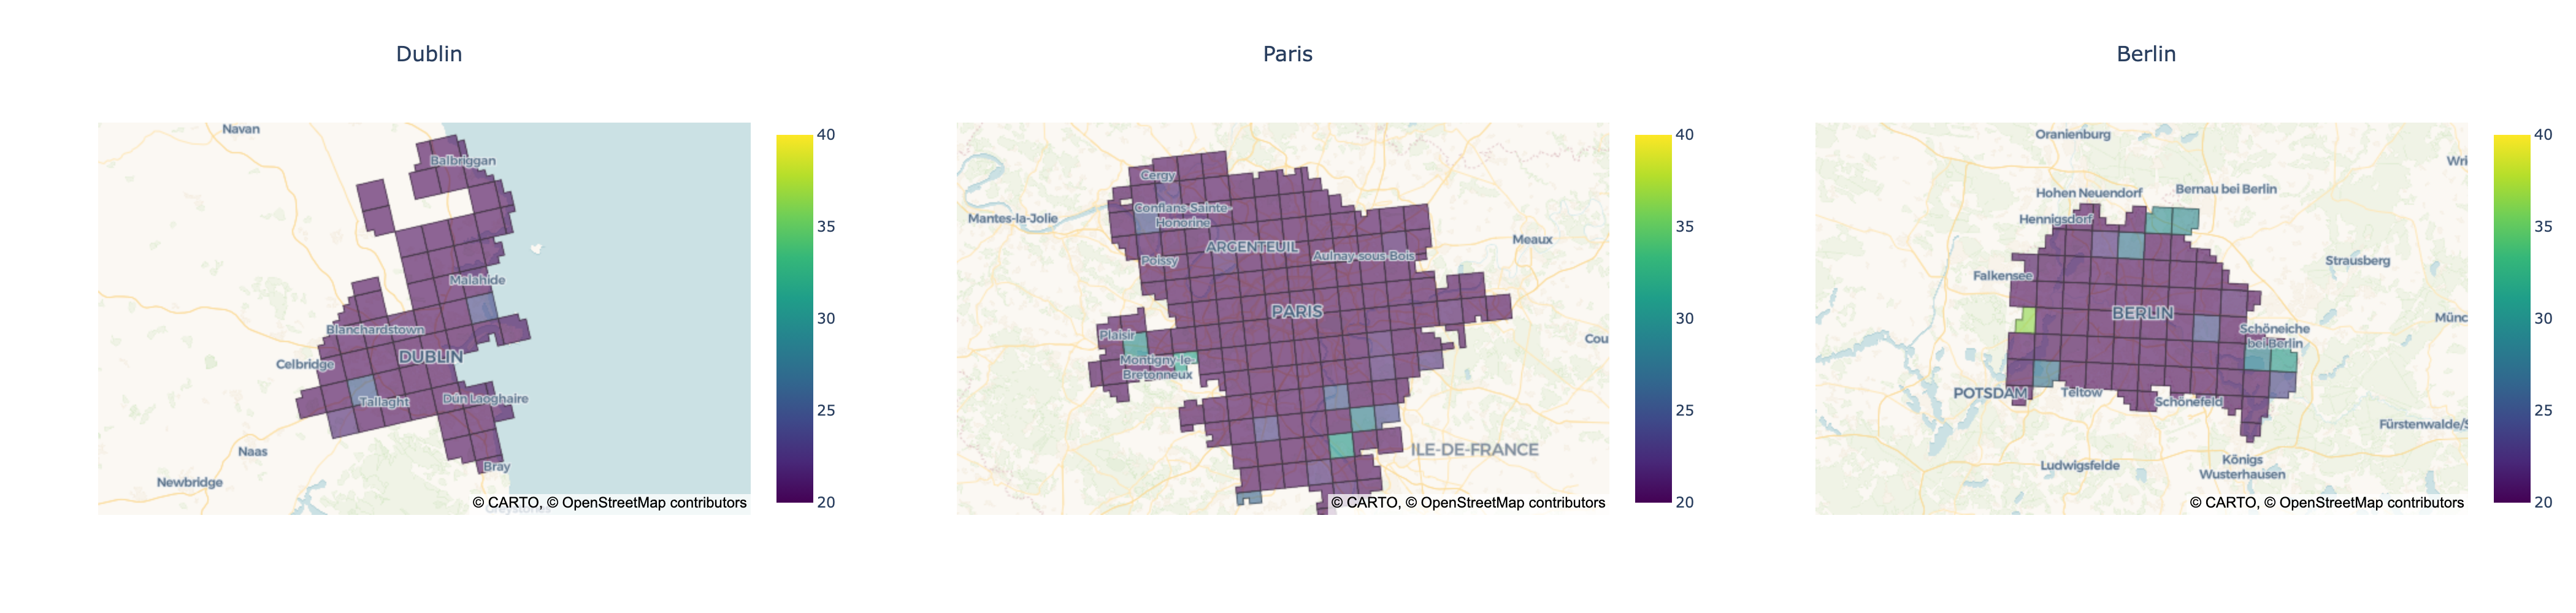 Dublin
Navan
Balbriggan
Malahide
Blanchardstown
DUBLIN
Celbridge
Tallaght
Dún Laoghaire
Naas
Bray
Newbridge
© CARTO, © OpenStreetMap contributors
40
35
30
25
20
Paris
Cergy
Mantes-la-Jolie
Conflans-Sainte-
Honorine
ARGENTEUIL
Meaux
Poissy
Aulnay-sous-Bois
PARIS
Plaisir
Cou
Montigny-le-
Bretonneux
ILE-DE-FRANCE
© CARTO, © OpenStreetMap contributors
40
35
30
25
20
Berlin
Oranienburg
Wri
Hohen Neuendorf
Bernau bei Berlin
Hennigsdorf
Strausberg
Falkensee
BERLIN
Münc
Schöneiche
bei Berlin
POTSDAM
Teltow
Schönefeld
Fürstenwalde/S
Ludwigsfelde
Königs
Wusterhausen
© CARTO, © OpenStreetMap contributors
40
35
30
25
20